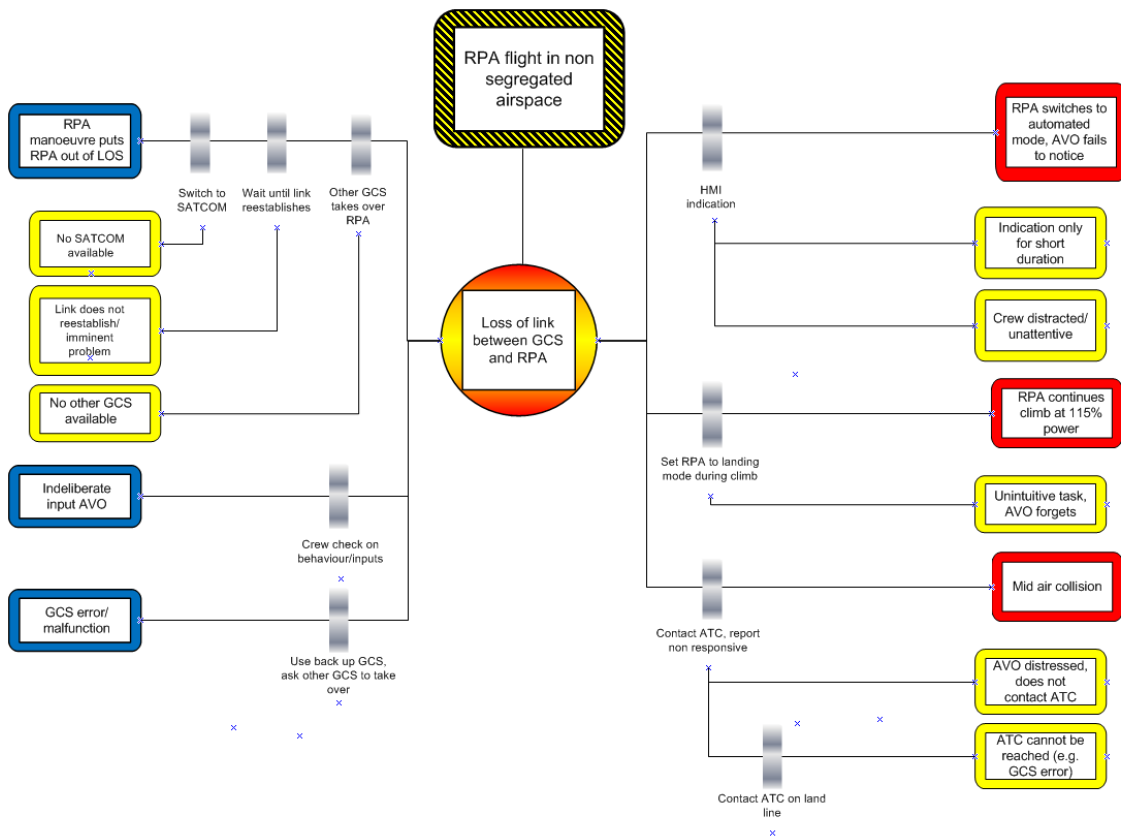 RPA flight in non
segregated
airspace
RPA
manoeuvre puts
RPA out of LOS
Switch to
SATCOM
Wait until link
reestablishes
Other GCS
takes over
RPA
No SATCOM
available
Link does not
reestablish/
imminent
problem
No other GCS
available
Indeliberate
input AVO
Crew check on
behaviour/inputs
GCS error/
malfunction
Use back up GCS,
ask other GCS to take
over
Loss of link
between GCS
and RPA
HMI
indication
RPA switches to
automated
mode, AVO fails
to notice
Indication only
for short
duration
Crew distracted/
unattentive
Set RPA to landing
mode during climb
RPA continues
climb at 115%
power
Unintuitive task,
AVO forgets
Contact ATC, report
non responsive
Mid air collision
AVO distressed,
does not
contact ATC
ATC cannot be
reached (e.g.
GCS error)
Contact ATC on land
line